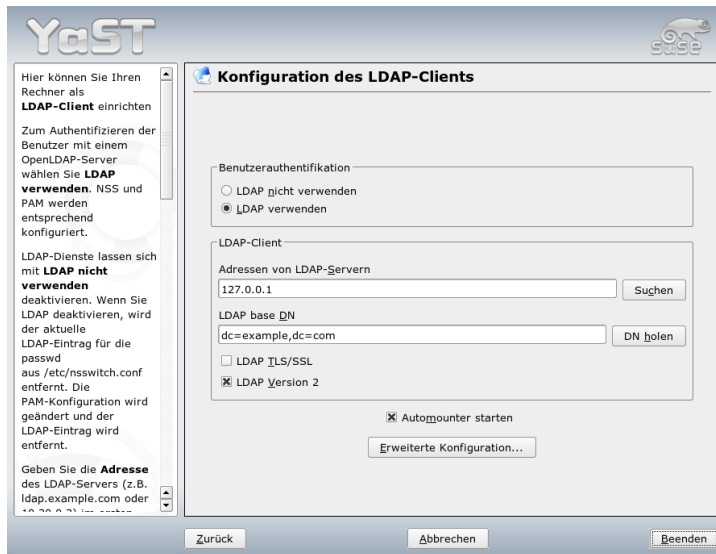 YaST
suse
Hier können Sie Ihren
Rechner als
LDAP-Client einrichten
Zum Authentifizieren der
Benutzer mit einem
OpenLDAP-Server
wählen Sie LDAP
verwenden. NSS und
PAM werden
entsprechend
konfiguriert.
LDAP-Dienste lassen sich
mit LDAP nicht
verwenden
deaktivieren. Wenn Sie
LDAP deaktivieren, wird
der aktuelle
LDAP-Eintrag für die
passwd
aus /etc/nsswitch.conf
entfernt. Die
PAM-Konfiguration wird
geändert und der
LDAP-Eintrag wird
entfernt.
Geben Sie die Adresse
des LDAP-Servers (z.B.
ldap.example.com oder
Konfiguration des LDAP-Clients
Benutzerauthentifikation
LDAP nicht verwenden
LDAP verwenden
LDAP-Client
Adressen von LDAP-Servern
127.0.0.1
Suchen
LDAP base DN
dc=example,dc=com
DN holen
LDAP TLS/SSL
LDAP Version 2
Automounter starten
Erweiterte Konfiguration...
Zurück
Abbrechen
Beenden